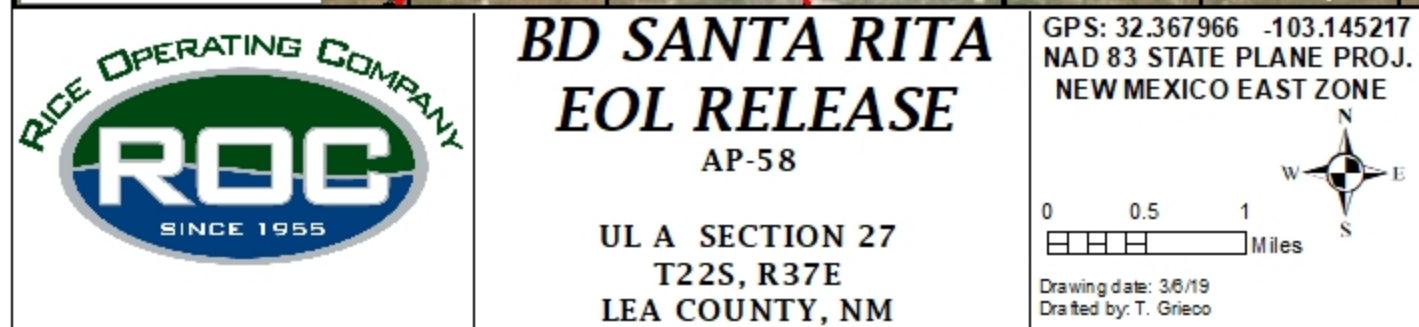 RICE OPERATING COMPANY
ROC
SINCE 1955
BD SANTA RITA
EOL RELEASE
AP-58
UL A SECTION 27
T22S, R37E
LEA COUNTY, NM
GPS: 32.367966 -103.145217
NAD 83 STATE PLANE PROJ.
NEW MEXICO EAST ZONE
N
W E
S
0 0.5 1
Miles
Drawing date: 3/6/19
Drafted by: T. Grieco